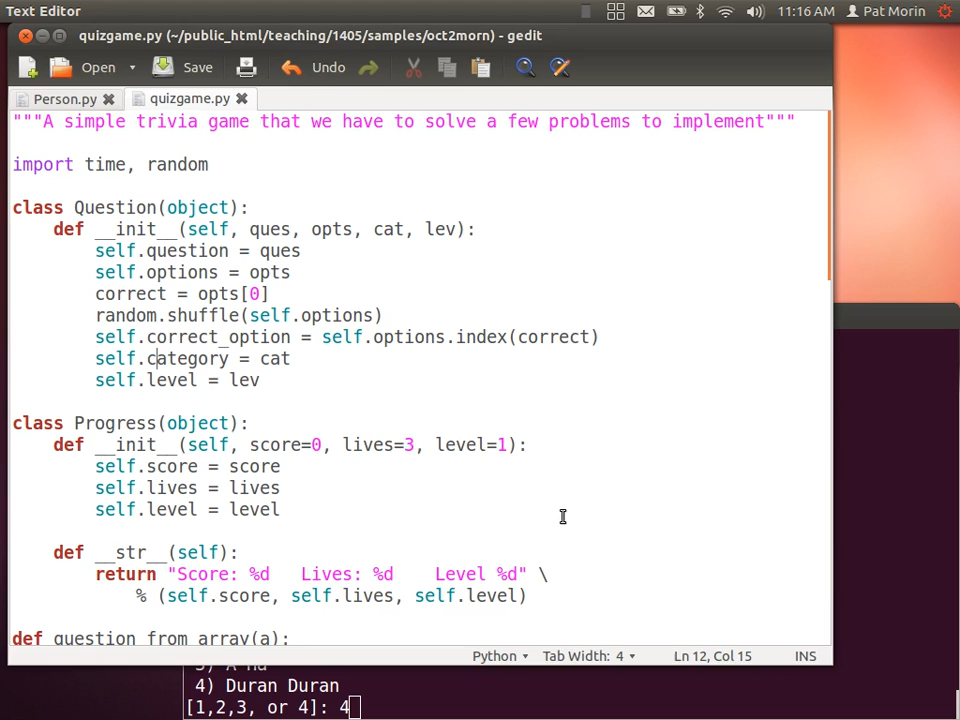 Text Editor 11:16 AM Pat Morin
quizgame.py (~/public_html/teaching/1405/samples/oct2morn) - gedit
Open Save Undo
Person.py quizgame.py
"""A simple trivia game that we have to solve a few problems to implement"""
import time, random
class Question(object):
    def __init__(self, ques, opts, cat, lev):
        self.question = ques
        self.options = opts
        correct = opts[0]
        random.shuffle(self.options)
        self.correct_option = self.options.index(correct)
        self.category = cat
        self.level = lev
class Progress(object):
    def __init__(self, score=0, lives=3, level=1):
        self.score = score
        self.lives = lives
        self.level = level
    def __str__(self):
        return "Score: %d   Lives: %d    Level %d" \
            % (self.score, self.lives, self.level)
def question_from_array(a):
Python Tab Width: 4 Ln 12, Col 15 INS
4) Duran Duran
[1,2,3, or 4]: 4